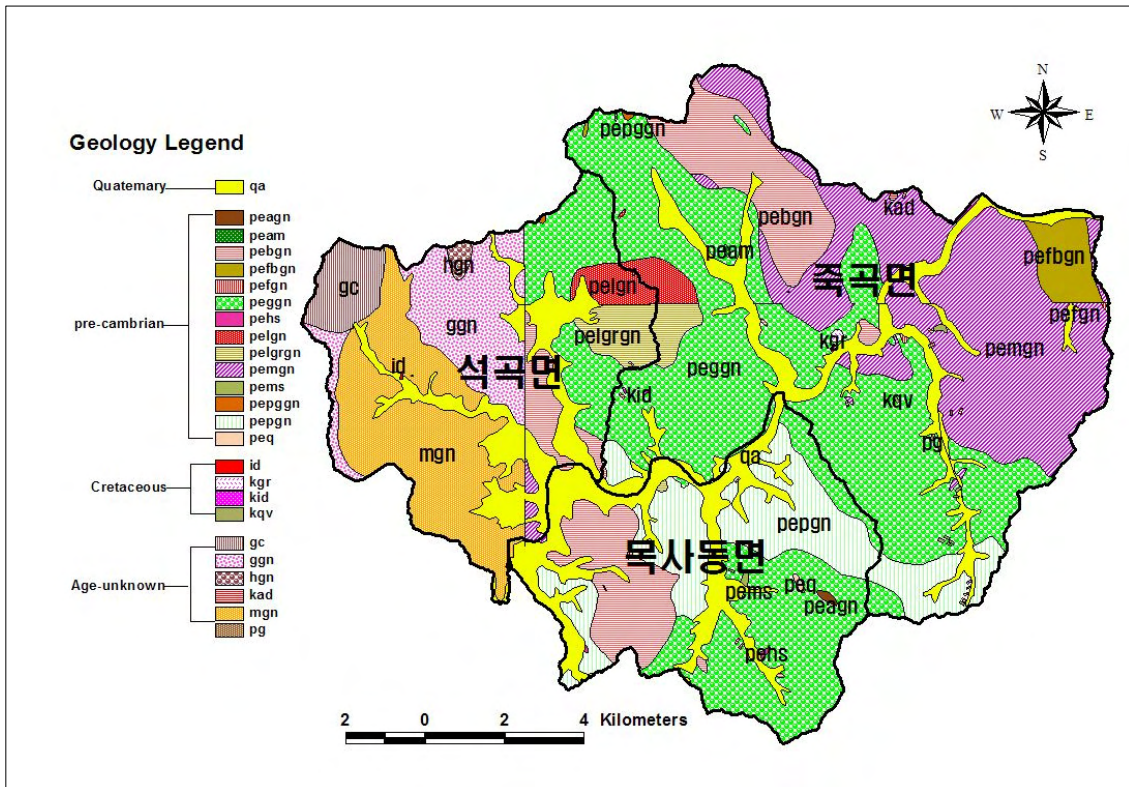 Geology Legend
Quaternary
qa
pre-cambrian
peagn
peam
pebgn
pefbgn
pefgn
peggn
pehs
pelgn
pelgrgn
pemgn
pems
pepggn
pepgn
peq
Cretaceous
id
kgr
kid
kqv
Age-unknown
gc
ggn
hgn
kad
mgn
pg
N
W
E
S
pepggn
kad
pebgn
peam
hgn
pefbgn
죽곡면
gc
pelgn
pefgn
ggn
kgr
pelgrgn
pemgn
id
석곡면
peggn
kid
kqv
pg
mgn
qa
pepgn
목사동면
pems
peq
peagn
pehs
2 0 2 4 Kilometers